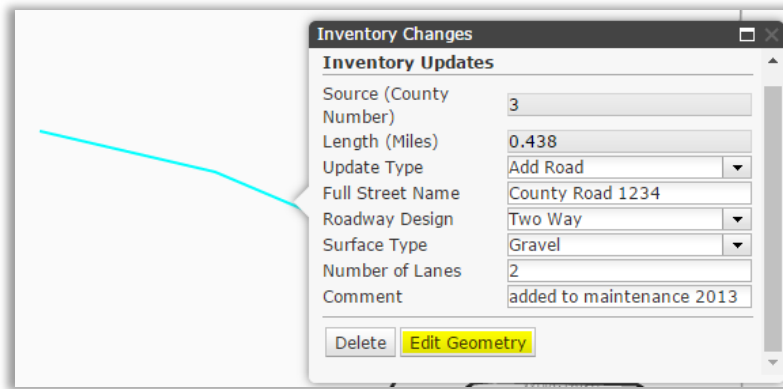 Inventory Changes
Inventory Updates
Source (County
Number)
3
Length (Miles)
0.438
Update Type
Add Road
Full Street Name
County Road 1234
Roadway Design
Two Way
Surface Type
Gravel
Number of Lanes
2
Comment
added to maintenance 2013
Delete
Edit Geometry